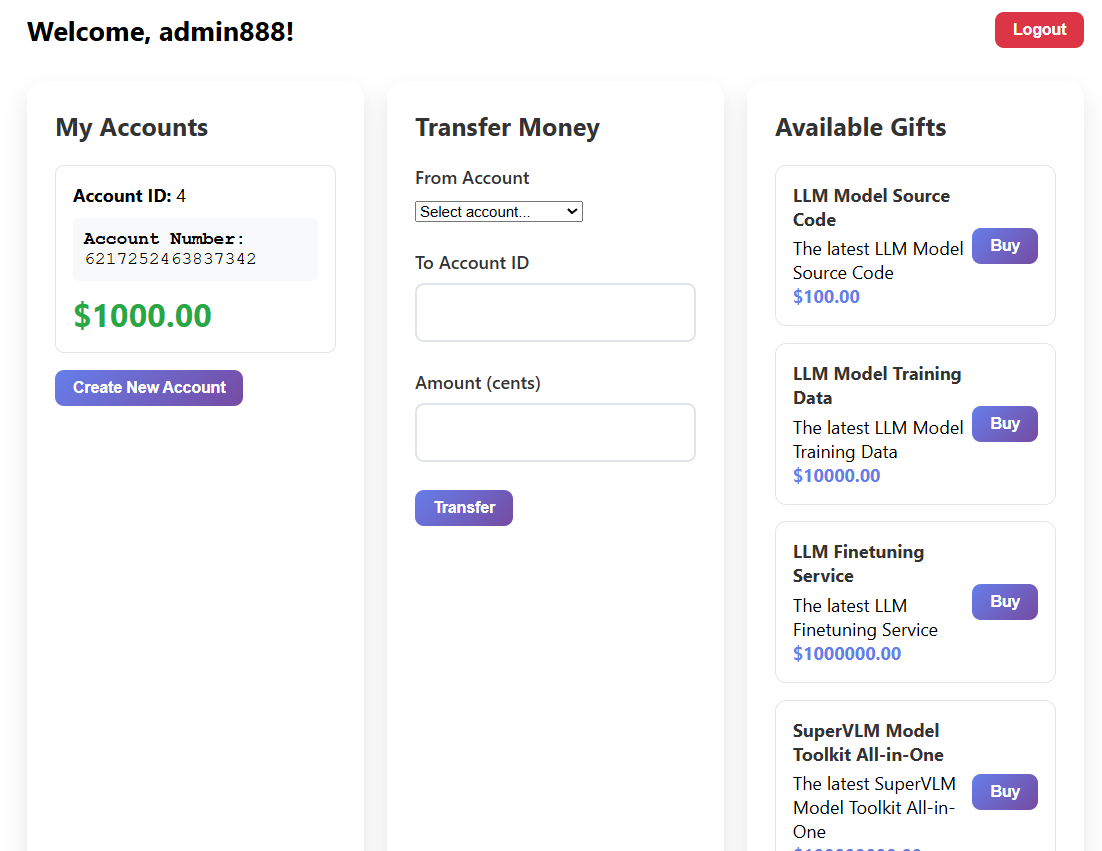 Welcome, admin888!
Logout
My Accounts
Account ID: 4
Account Number:
6217252463837342
$1000.00
Create New Account
Transfer Money
From Account
Select account...
To Account ID
Amount (cents)
Transfer
Available Gifts
LLM Model Source
Code
The latest LLM Model
Source Code
$100.00
Buy
LLM Model Training
Data
The latest LLM Model
Training Data
$10000.00
Buy
LLM Finetuning
Service
The latest LLM
Finetuning Service
$1000000.00
Buy
SuperVLM Model
Toolkit All-in-One
The latest SuperVLM
Model Toolkit All-in-
One
Buy